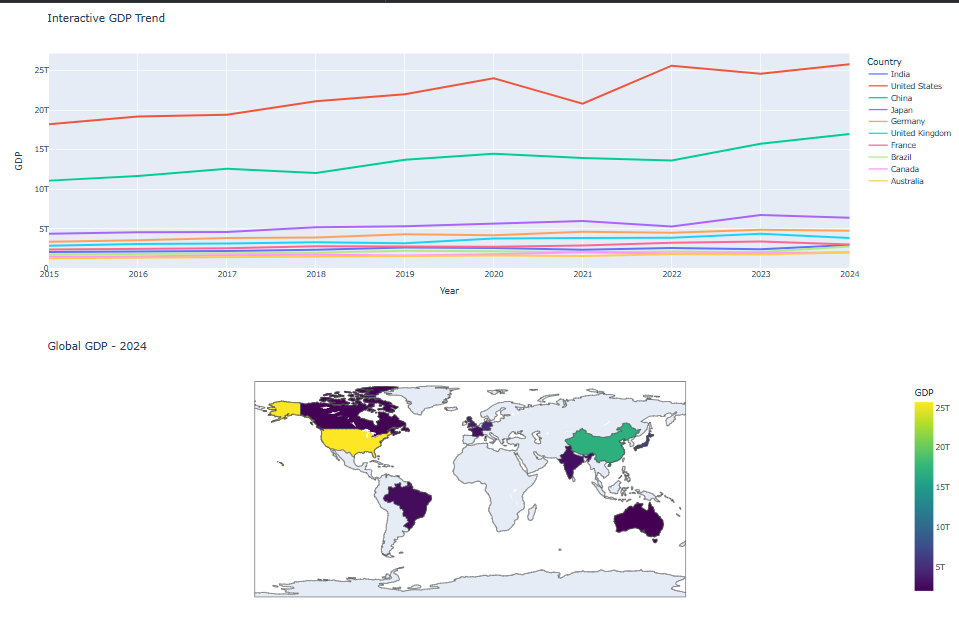 Interactive GDP Trend
Country
India
United States
China
Japan
Germany
United Kingdom
France
Brazil
Canada
Australia
25T
20T
15T
10T
5T
0
GDP
2015 2016 2017 2018 2019 2020 2021 2022 2023 2024
Year
Global GDP - 2024
GDP
25T
20T
15T
10T
5T